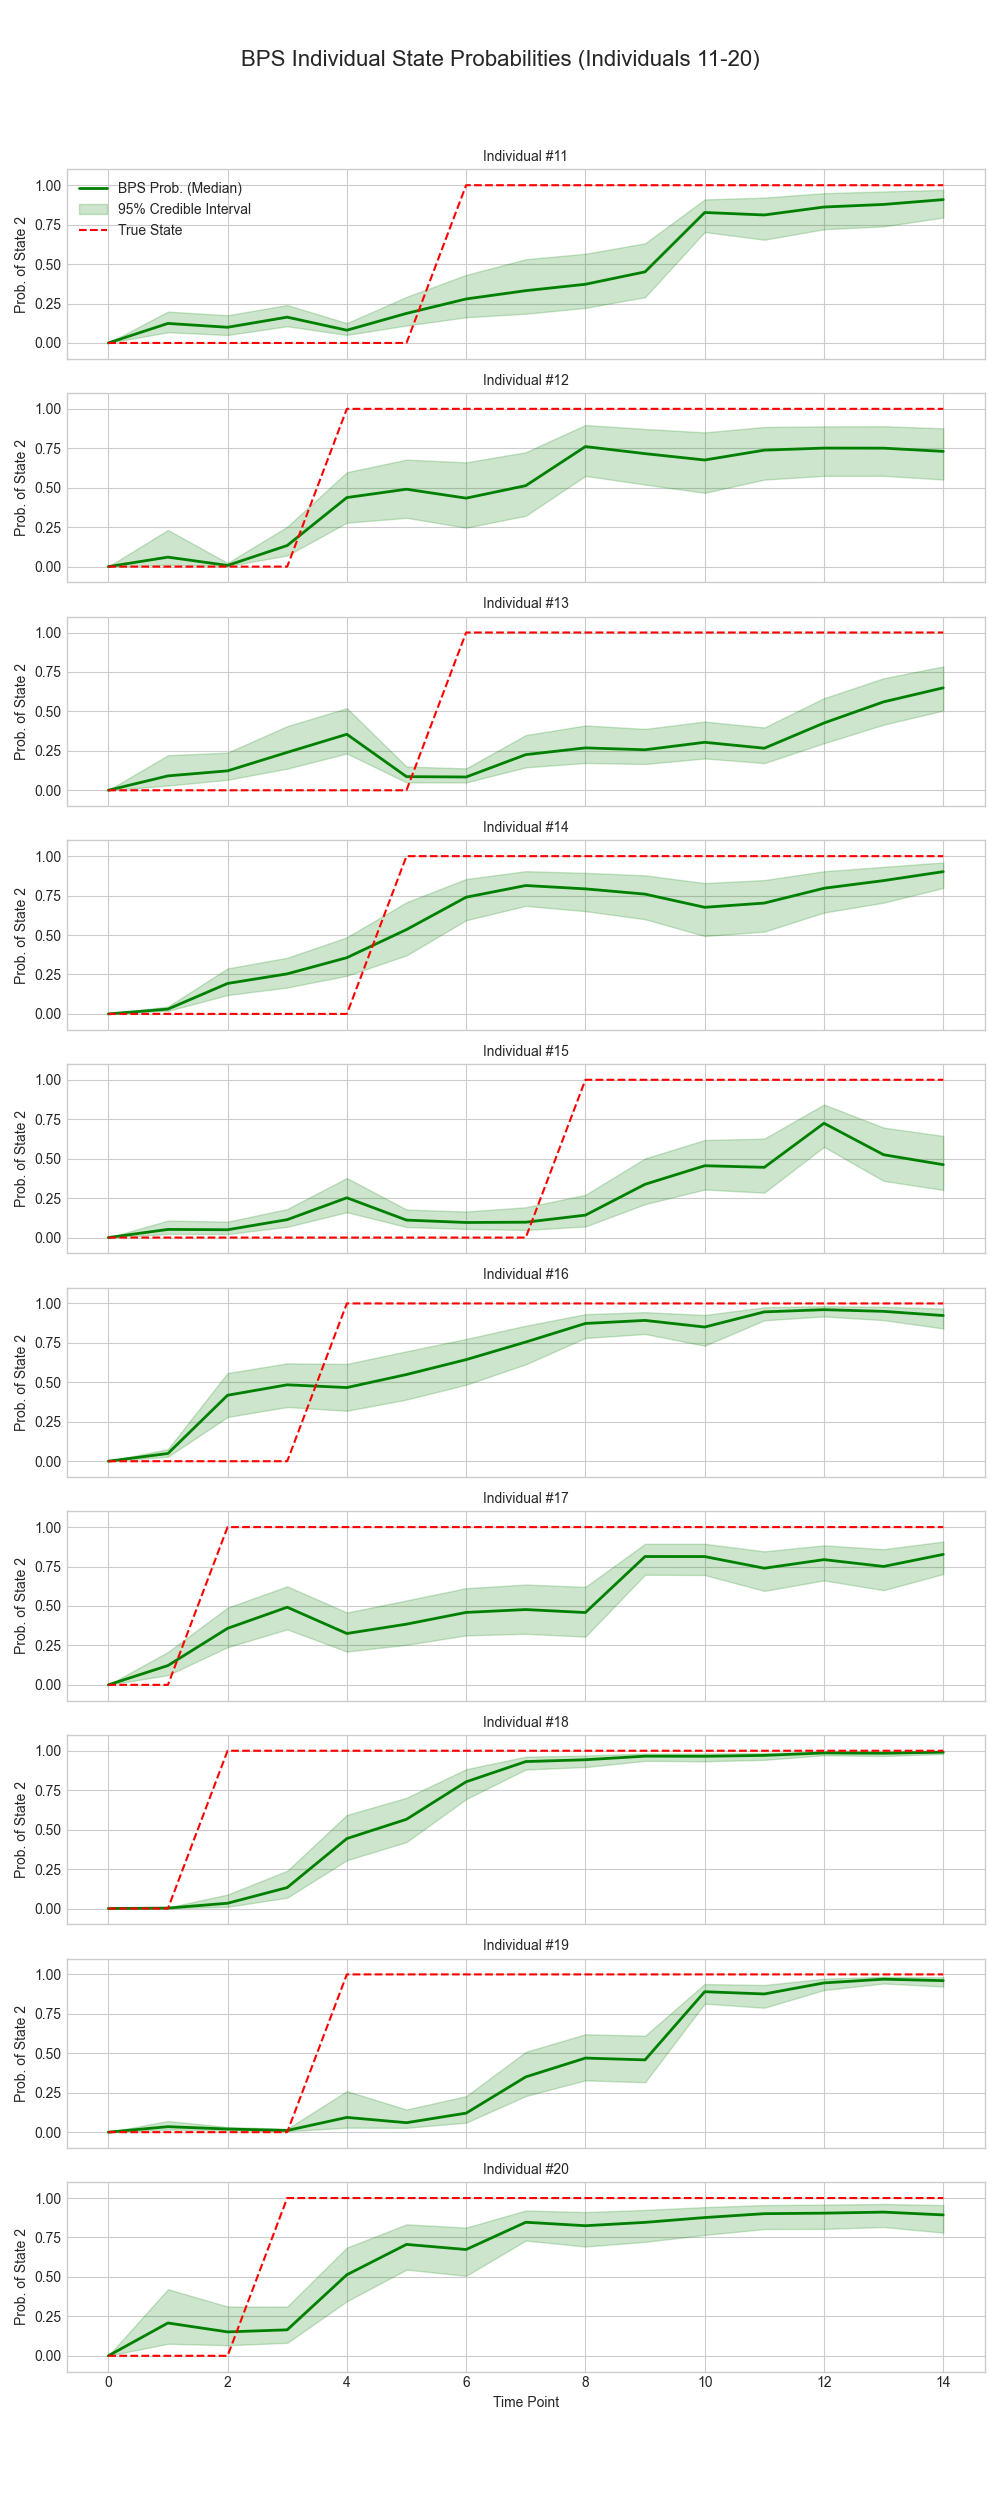 BPS Individual State Probabilities (Individuals 11-20)
Individual #11
Prob. of State 2
1.00
0.75
0.50
0.25
0.00
BPS Prob. (Median)
95% Credible Interval
True State
Individual #12
Prob. of State 2
1.00
0.75
0.50
0.25
0.00
Individual #13
Prob. of State 2
1.00
0.75
0.50
0.25
0.00
Individual #14
Prob. of State 2
1.00
0.75
0.50
0.25
0.00
Individual #15
Prob. of State 2
1.00
0.75
0.50
0.25
0.00
Individual #16
Prob. of State 2
1.00
0.75
0.50
0.25
0.00
Individual #17
Prob. of State 2
1.00
0.75
0.50
0.25
0.00
Individual #18
Prob. of State 2
1.00
0.75
0.50
0.25
0.00
Individual #19
Prob. of State 2
1.00
0.75
0.50
0.25
0.00
Individual #20
Prob. of State 2
1.00
0.75
0.50
0.25
0.00
0 2 4 6 8 10 12 14
Time Point